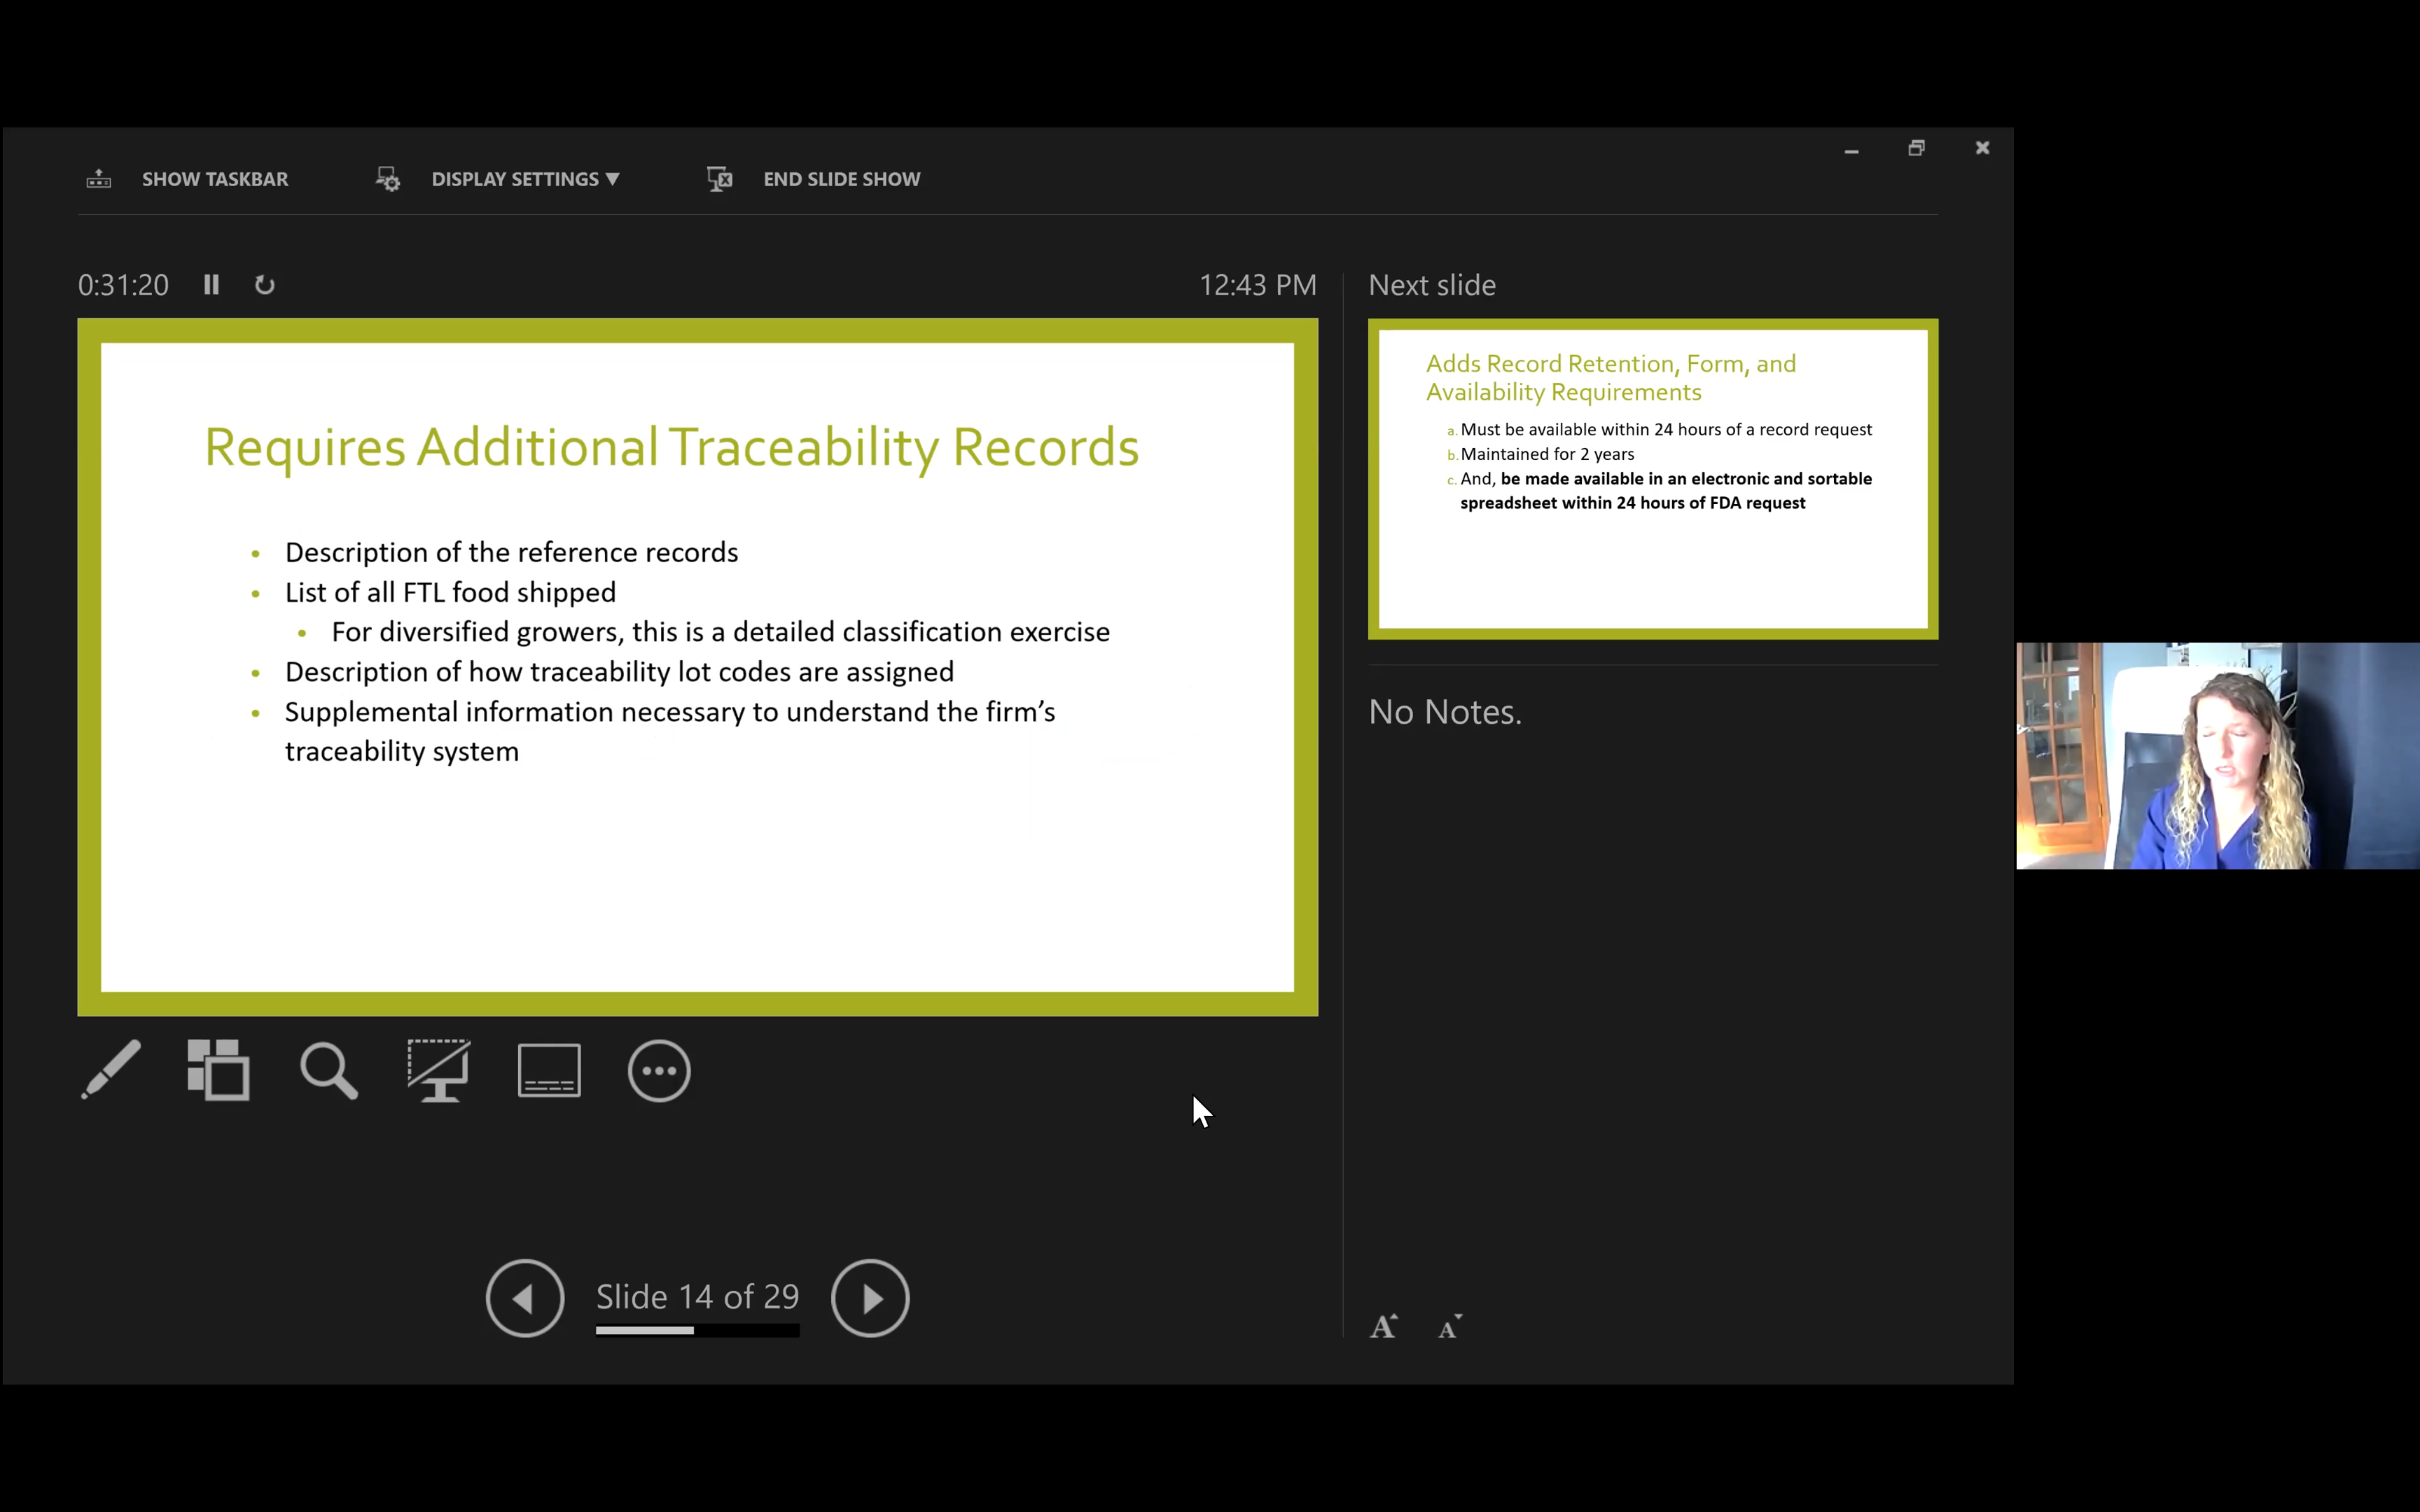 SHOW TASKBAR
DISPLAY SETTINGS ▼
END SLIDE SHOW
0:31:20
12:43 PM
Requires Additional Traceability Records
• Description of the reference records
• List of all FTL food shipped
• For diversified growers, this is a detailed classification exercise
• Description of how traceability lot codes are assigned
• Supplemental information necessary to understand the firm’s
traceability system
Slide 14 of 29
Next slide
Adds Record Retention, Form, and
Availability Requirements
a. Must be available within 24 hours of a record request
b. Maintained for 2 years
c. And, be made available in an electronic and sortable
spreadsheet within 24 hours of FDA request
No Notes.
A A